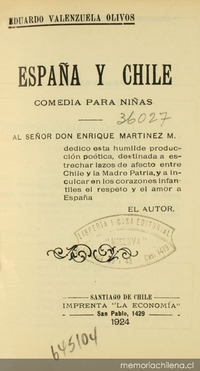 EDUARDO VALENZUELA OLIVOS
ESPAÑA Y CHILE
COMEDIA PARA NIÑAS
36027
AL SEÑOR DON ENRIQUE MARTINEZ M.
dedico esta humilde produc-
ción poética, destinada a es-
trechar lazos de afecto entre
Chile y la Madre Patria, y a in-
culcar en los corazones infan-
tiles el respeto y el amor a
España
EL AUTOR.
SANTIAGO DE CHILE
IMPRENTA "LA ECONOMÍA"
San Pablo, 1429
1924
645104
memoriachilena.cl